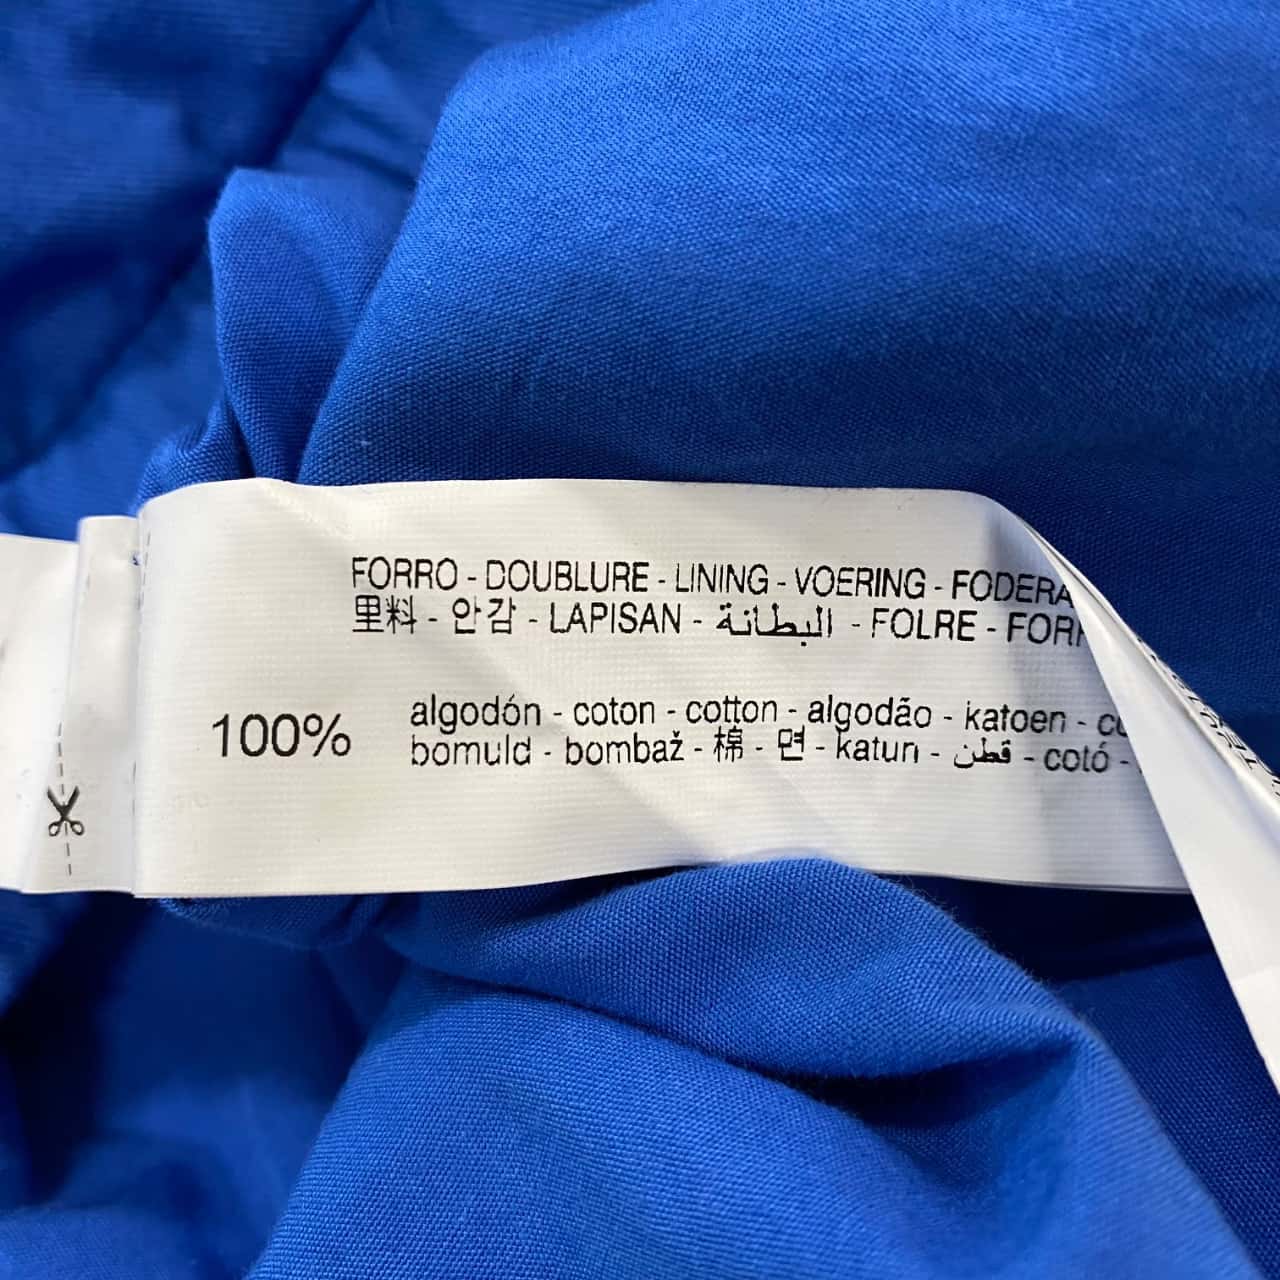 FORRO - DOUBLURE - LINING - VOERING - FODERA
里料 - 안감 - LAPISAN - البطانة - FOLRE -
100%
algodón - coton - cotton - algodão - katoen -
bomuld - bombaž - 棉 - 면 - katun - قطن - cotó -